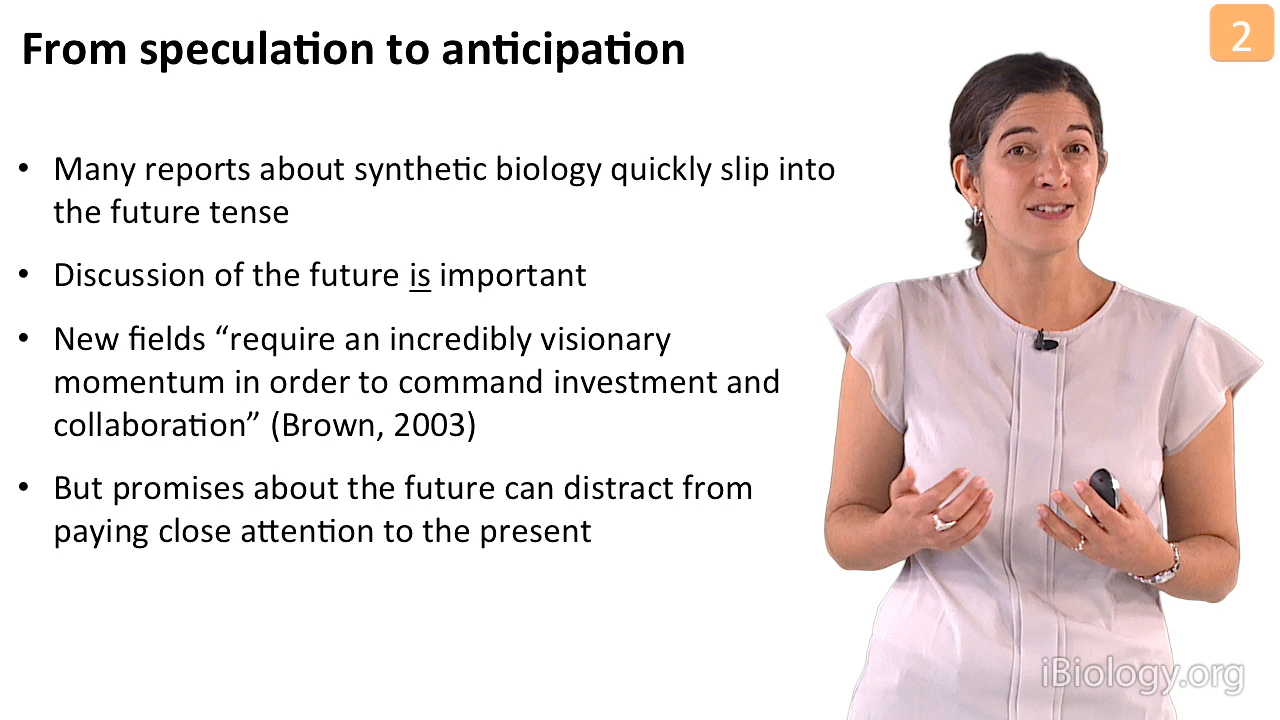 From speculation to anticipation
2
• Many reports about synthetic biology quickly slip into
the future tense
• Discussion of the future is important
• New fields “require an incredibly visionary
momentum in order to command investment and
collaboration” (Brown, 2003)
• But promises about the future can distract from
paying close attention to the present
iBiology.org